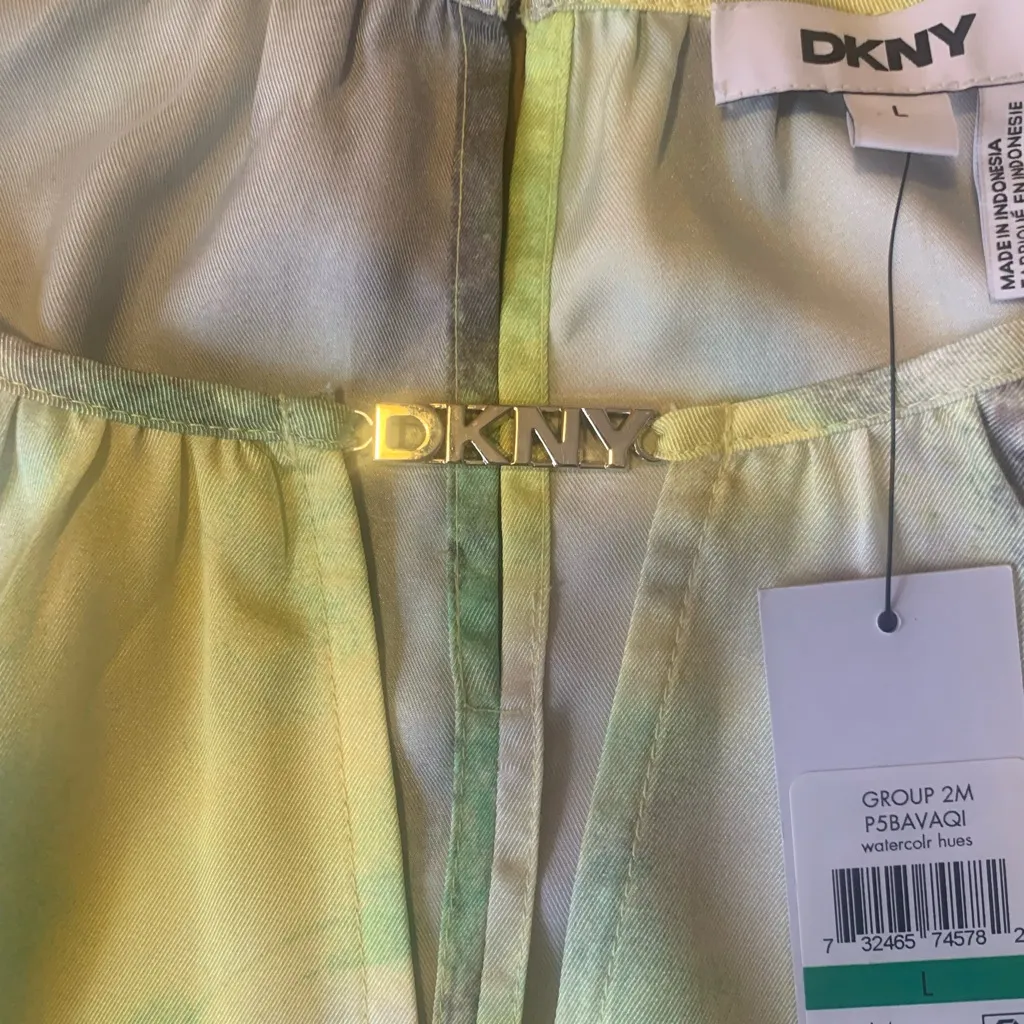 DKNY
L
MADE IN INDONESIA
FABRIQUÉ EN INDONESIE
DKNY
GROUP 2M
P5BAVAQI
watercolr hues
7 32465 74578 2
L